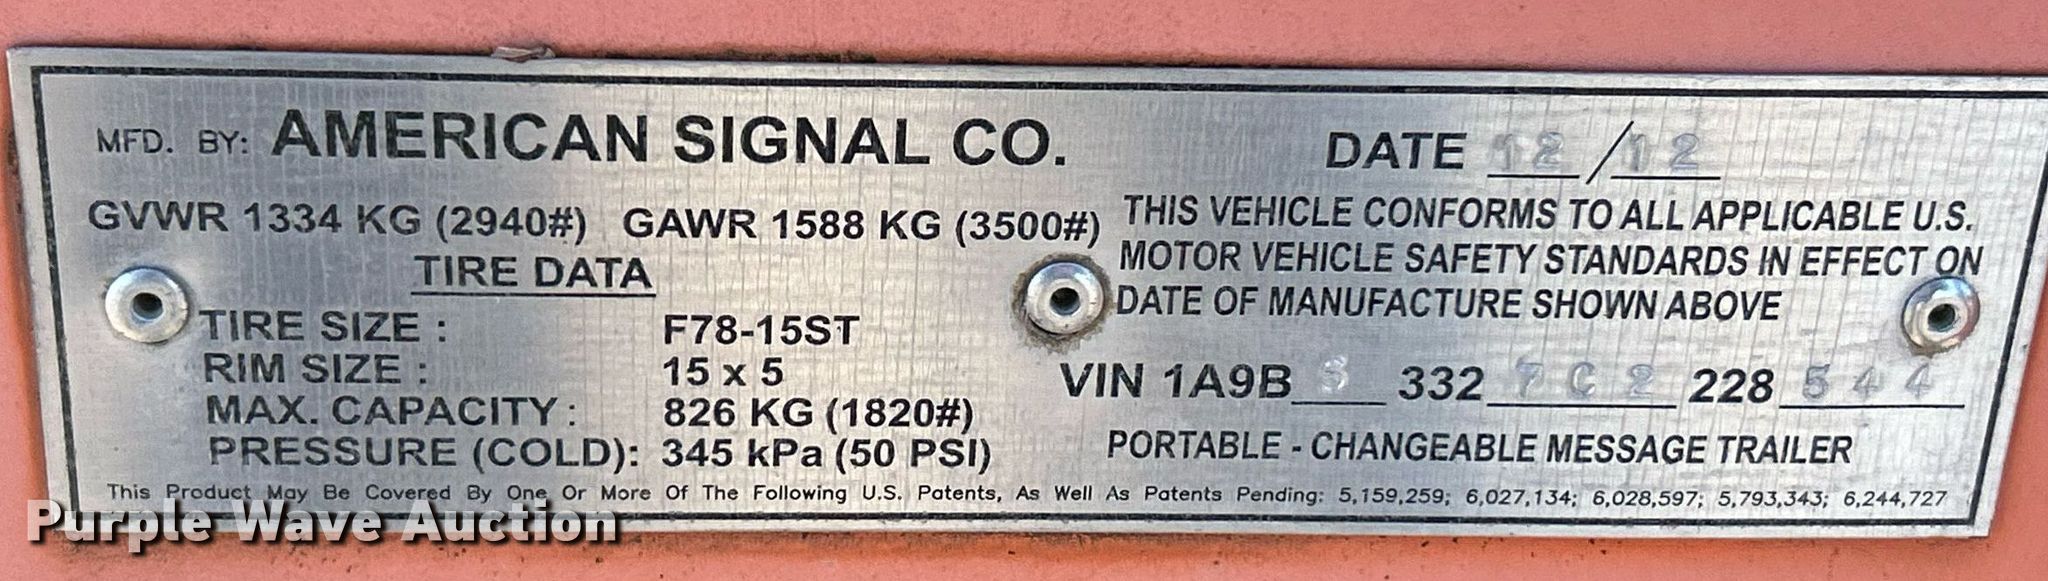 MFD. BY: AMERICAN SIGNAL CO.
GVWR 1334 KG (2940#) GAWR 1588 KG (3500#)
TIRE DATA
TIRE SIZE : F78-15ST
RIM SIZE : 15 x 5
MAX. CAPACITY : 826 KG (1820#)
PRESSURE (COLD): 345 kPa (50 PSI)
DATE 12/12
THIS VEHICLE CONFORMS TO ALL APPLICABLE U.S.
MOTOR VEHICLE SAFETY STANDARDS IN EFFECT ON
DATE OF MANUFACTURE SHOWN ABOVE
VIN 1A9B S 332 7C2 228 544
PORTABLE - CHANGEABLE MESSAGE TRAILER
This Product May Be Covered By One Or More Of The Following U.S. Patents, As Well As Patents Pending: 5,159,259; 6,027,134; 6,028,597; 5,793,343; 6,244,727
Purple Wave Auction